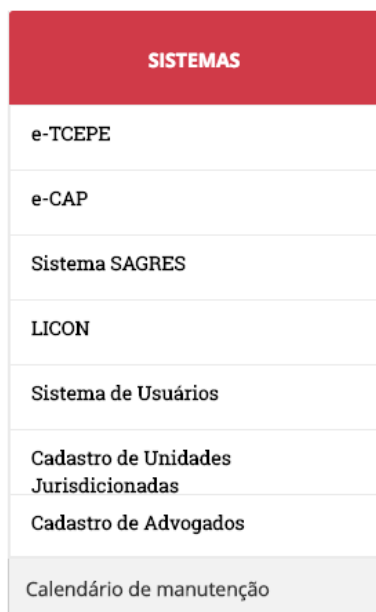 SISTEMAS
e-TCEPE
e-CAP
Sistema SAGRES
LICON
Sistema de Usuários
Cadastro de Unidades
Jurisdicionadas
Cadastro de Advogados
Calendário de manutenção